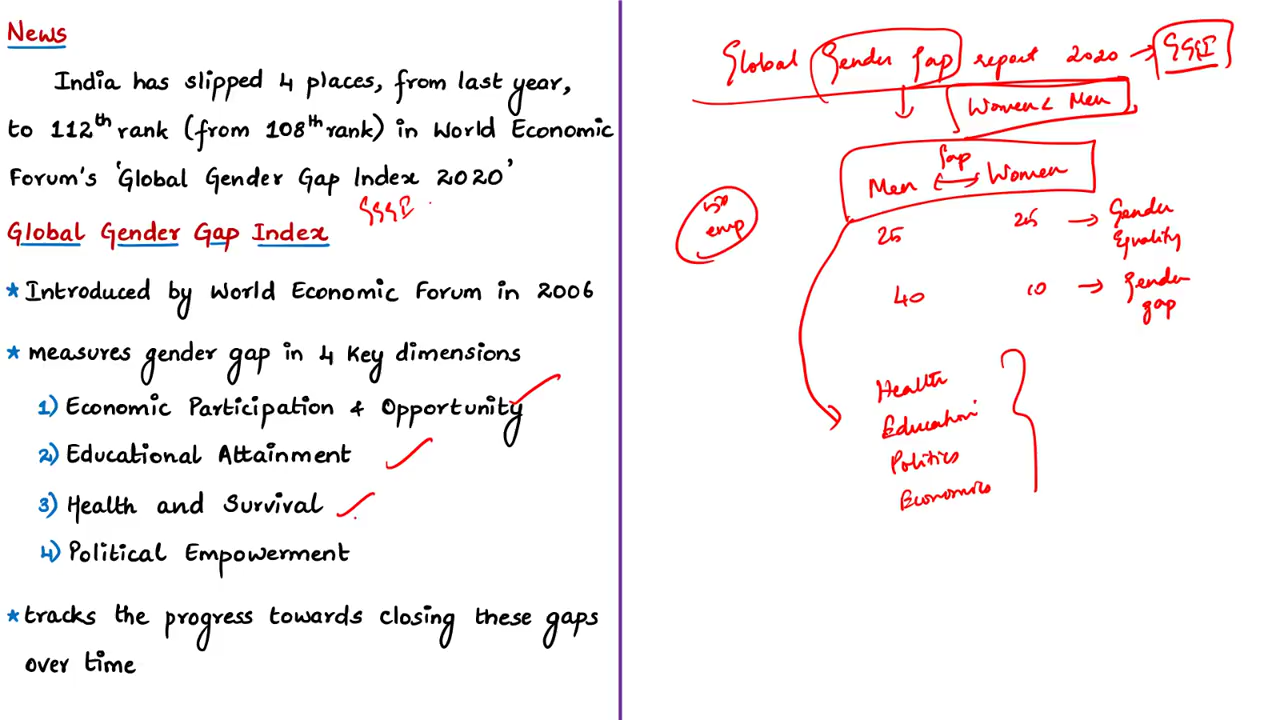 News
India has slipped 4 places, from last year,
to 112th rank (from 108th rank) in World Economic
Forum's 'Global Gender Gap Index 2020'
GGGI
Global Gender Gap Index
* Introduced by World Economic Forum in 2006
* measures gender gap in 4 key dimensions
1) Economic Participation & Opportunity
2) Educational Attainment
3) Health and Survival
4) Political Empowerment
* tracks the progress towards closing these gaps
over time
Global Gender Gap report 2020 → GGGI
Women < Men
Gap
Men ↔ Women
50
emp
25 25 → Gender
Equality
40 10 → Gender
gap
Health
Education
Politics
Economics